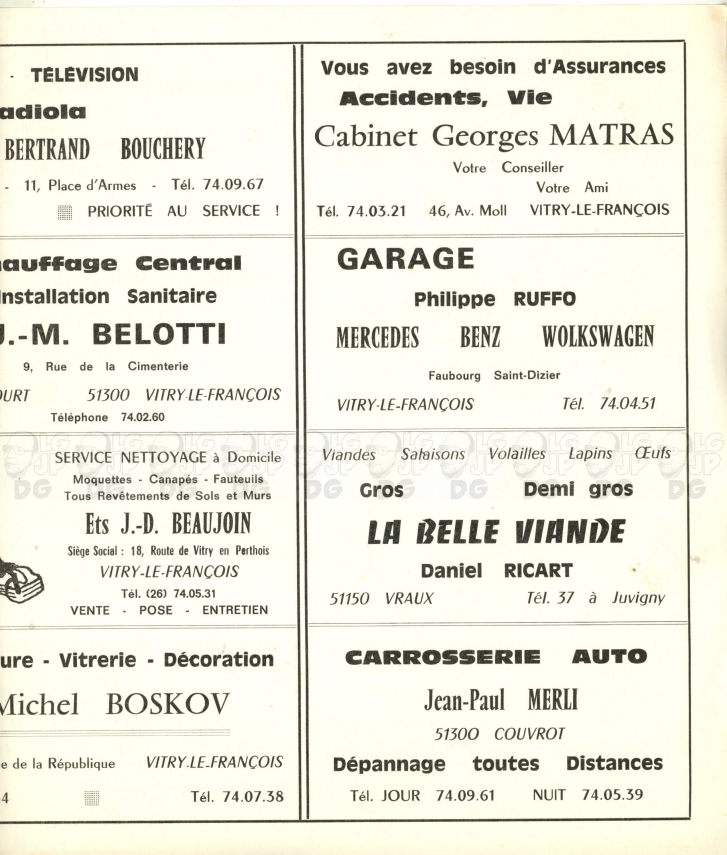 - TÉLÉVISION
adiola
BERTRAND BOUCHERY
- 11, Place d'Armes - Tél. 74.09.67
PRIORITÉ AU SERVICE !
auffage Central
Installation Sanitaire
J.-M. BELOTTI
9, Rue de la Cimenterie
OURT 51300 VITRY-LE-FRANÇOIS
Téléphone 74.02.60
SERVICE NETTOYAGE à Domicile
Moquettes - Canapés - Fauteuils
Tous Revêtements de Sols et Murs
Ets J.-D. BEAUJOIN
Siège Social : 18, Route de Vitry en Perthois
VITRY-LE-FRANÇOIS
Tél. (26) 74.05.31
VENTE - POSE - ENTRETIEN
ure - Vitrerie - Décoration
Michel BOSKOV
e de la République VITRY-LE-FRANÇOIS
4 Tél. 74.07.38
Vous avez besoin d'Assurances
Accidents, Vie
Cabinet Georges MATRAS
Votre Conseiller
Votre Ami
Tél. 74.03.21 46, Av. Moll VITRY-LE-FRANÇOIS
GARAGE
Philippe RUFFO
MERCEDES BENZ WOLKSWAGEN
Faubourg Saint-Dizier
VITRY-LE-FRANÇOIS Tél. 74.04.51
Viandes Salaisons Volailles Lapins Œufs
Gros Demi gros
LA BELLE VIANDE
Daniel RICART
51150 VRAUX Tél. 37 à Juvigny
CARROSSERIE AUTO
Jean-Paul MERLI
51300 COUVROT
Dépannage toutes Distances
Tél. JOUR 74.09.61 NUIT 74.05.39